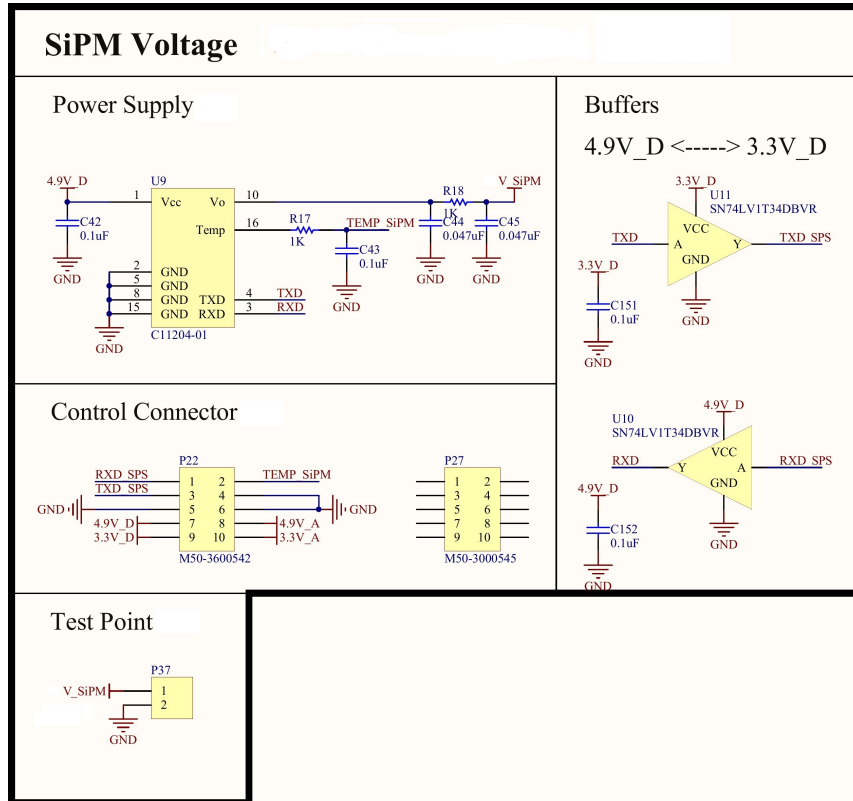 SiPM Voltage
Power Supply
4.9V_D
C42
0.1uF
GND
U9
1 Vcc Vo 10
Temp 16
2 GND
5 GND
8 GND TXD 4 TXD
15 GND RXD 3 RXD
C11204-01
GND
R17
1K
TEMP_SiPM
C43
0.1uF
GND
R18
1K
V_SiPM
C44
0.047uF
GND
C45
0.047uF
GND
Buffers
4.9V_D <-----> 3.3V_D
3.3V_D
U11
SN74LV1T34DBVR
VCC
TXD A Y TXD_SPS
GND
GND
3.3V_D
C151
0.1uF
GND
4.9V_D
U10
SN74LV1T34DBVR
VCC
RXD Y A RXD_SPS
GND
GND
4.9V_D
C152
0.1uF
GND
Control Connector
P22
RXD_SPS 1 2 TEMP_SiPM
TXD_SPS 3 4
GND 5 6 GND
4.9V_D 7 8 4.9V_A
3.3V_D 9 10 3.3V_A
M50-3600542
P27
1 2
3 4
5 6
7 8
9 10
M50-3000545
Test Point
P37
V_SiPM 1
2
GND